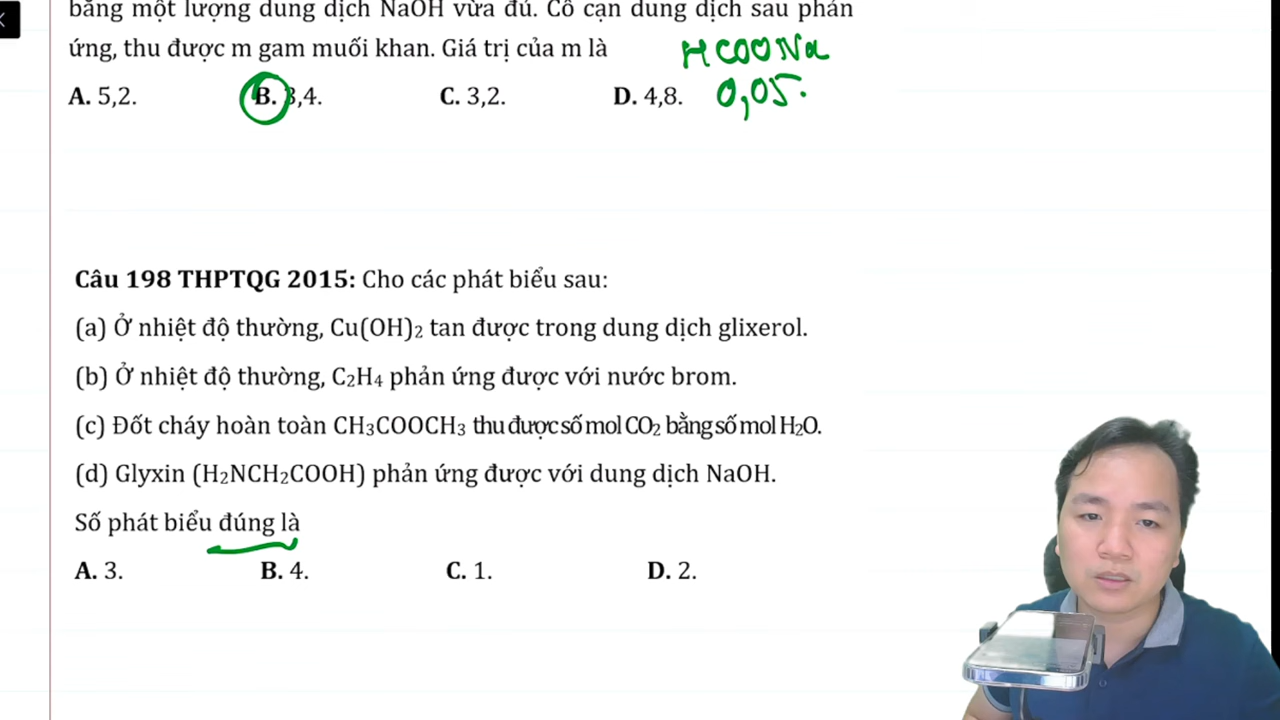 bằng một lượng dung dịch NaOH vừa đủ. Cô cạn dung dịch sau phản
ứng, thu được m gam muối khan. Giá trị của m là HCOONa
A. 5,2. B. 3,4. C. 3,2. D. 4,8. 0,05.
Câu 198 THPTQG 2015: Cho các phát biểu sau:
(a) Ở nhiệt độ thường, Cu(OH)₂ tan được trong dung dịch glixerol.
(b) Ở nhiệt độ thường, C₂H₄ phản ứng được với nước brom.
(c) Đốt cháy hoàn toàn CH₃COOCH₃ thu được số mol CO₂ bằng số mol H₂O.
(d) Glyxin (H₂NCH₂COOH) phản ứng được với dung dịch NaOH.
Số phát biểu đúng là
A. 3. B. 4. C. 1. D. 2.